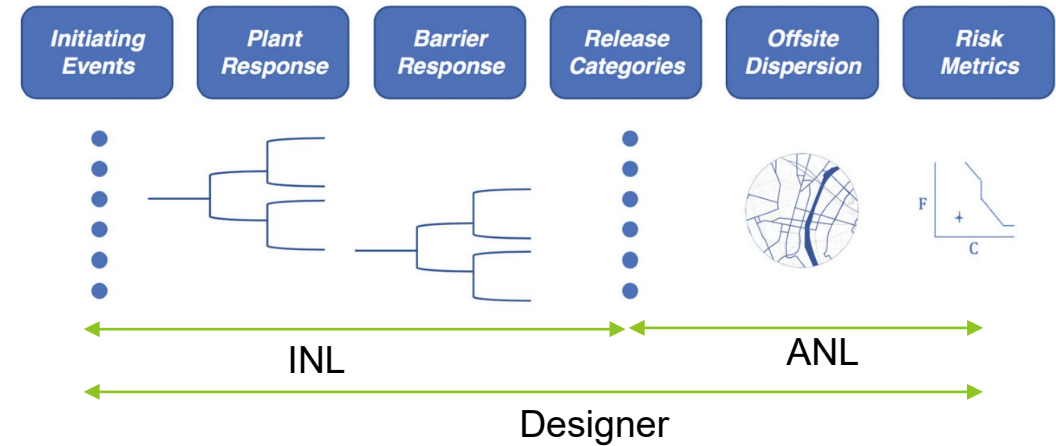 Initiating
Events
Plant
Response
Barrier
Response
Release
Categories
Offsite
Dispersion
Risk
Metrics
F
C
INL
ANL
Designer